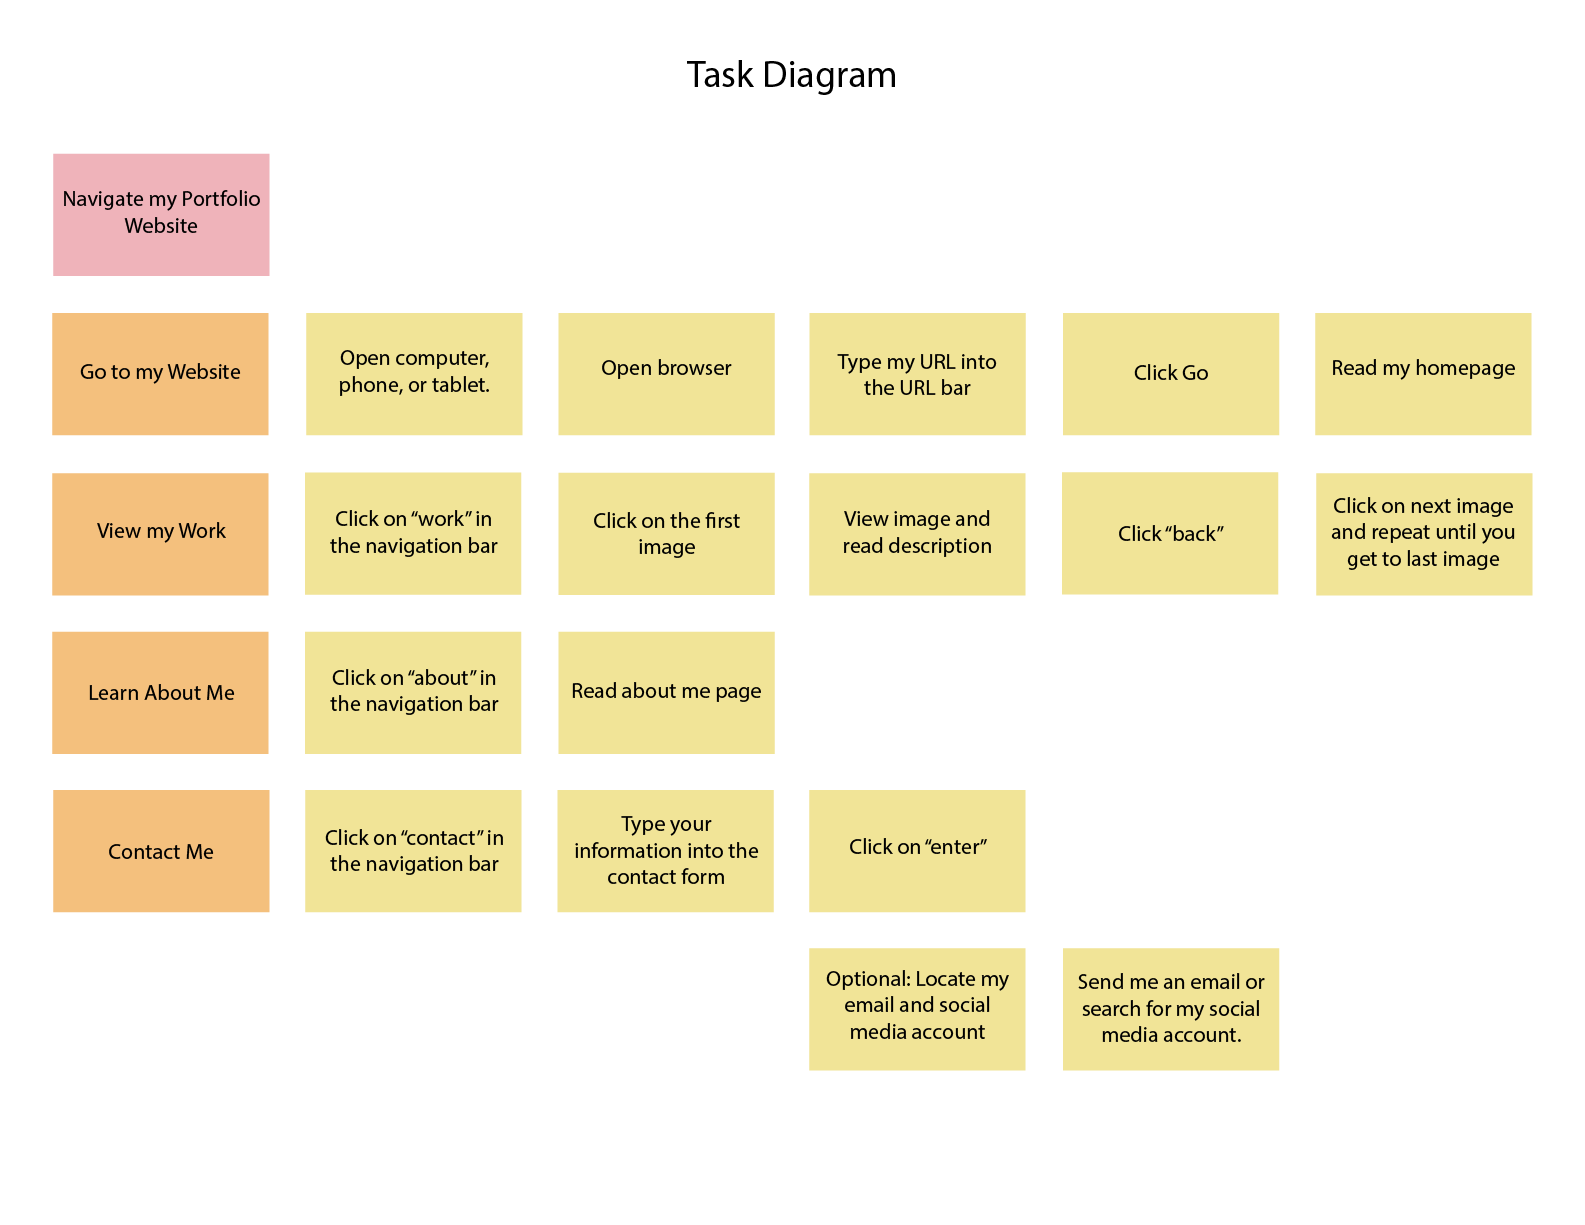 Task Diagram
Navigate my Portfolio
Website
Go to my Website
Open computer,
phone, or tablet.
Open browser
Type my URL into
the URL bar
Click Go
Read my homepage
View my Work
Click on “work” in
the navigation bar
Click on the first
image
View image and
read description
Click “back”
Click on next image
and repeat until you
get to last image
Learn About Me
Click on “about” in
the navigation bar
Read about me page
Contact Me
Click on “contact” in
the navigation bar
Type your
information into the
contact form
Click on “enter”
Optional: Locate my
email and social
media account
Send me an email or
search for my social
media account.